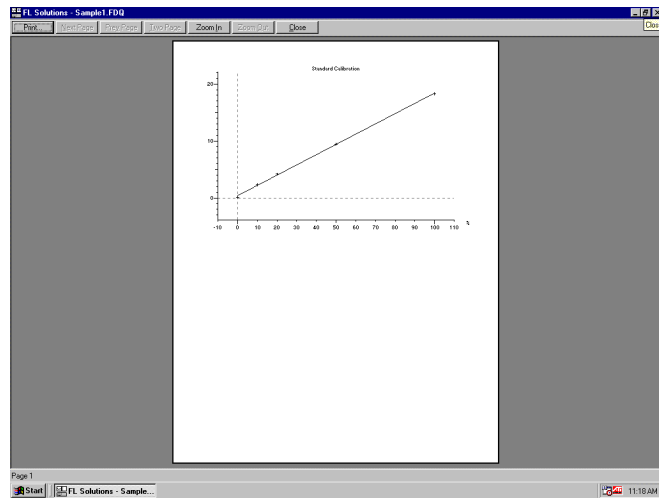 FL Solutions - Sample1.FDQ
Print... Next Page Prev Page Two Page Zoom In Zoom Out Close
Clos
Standard Calibration
20
10
0
-10 0 10 20 30 40 50 60 70 80 90 100 110
%
Page 1
Start FL Solutions - Sample... 11:18 AM